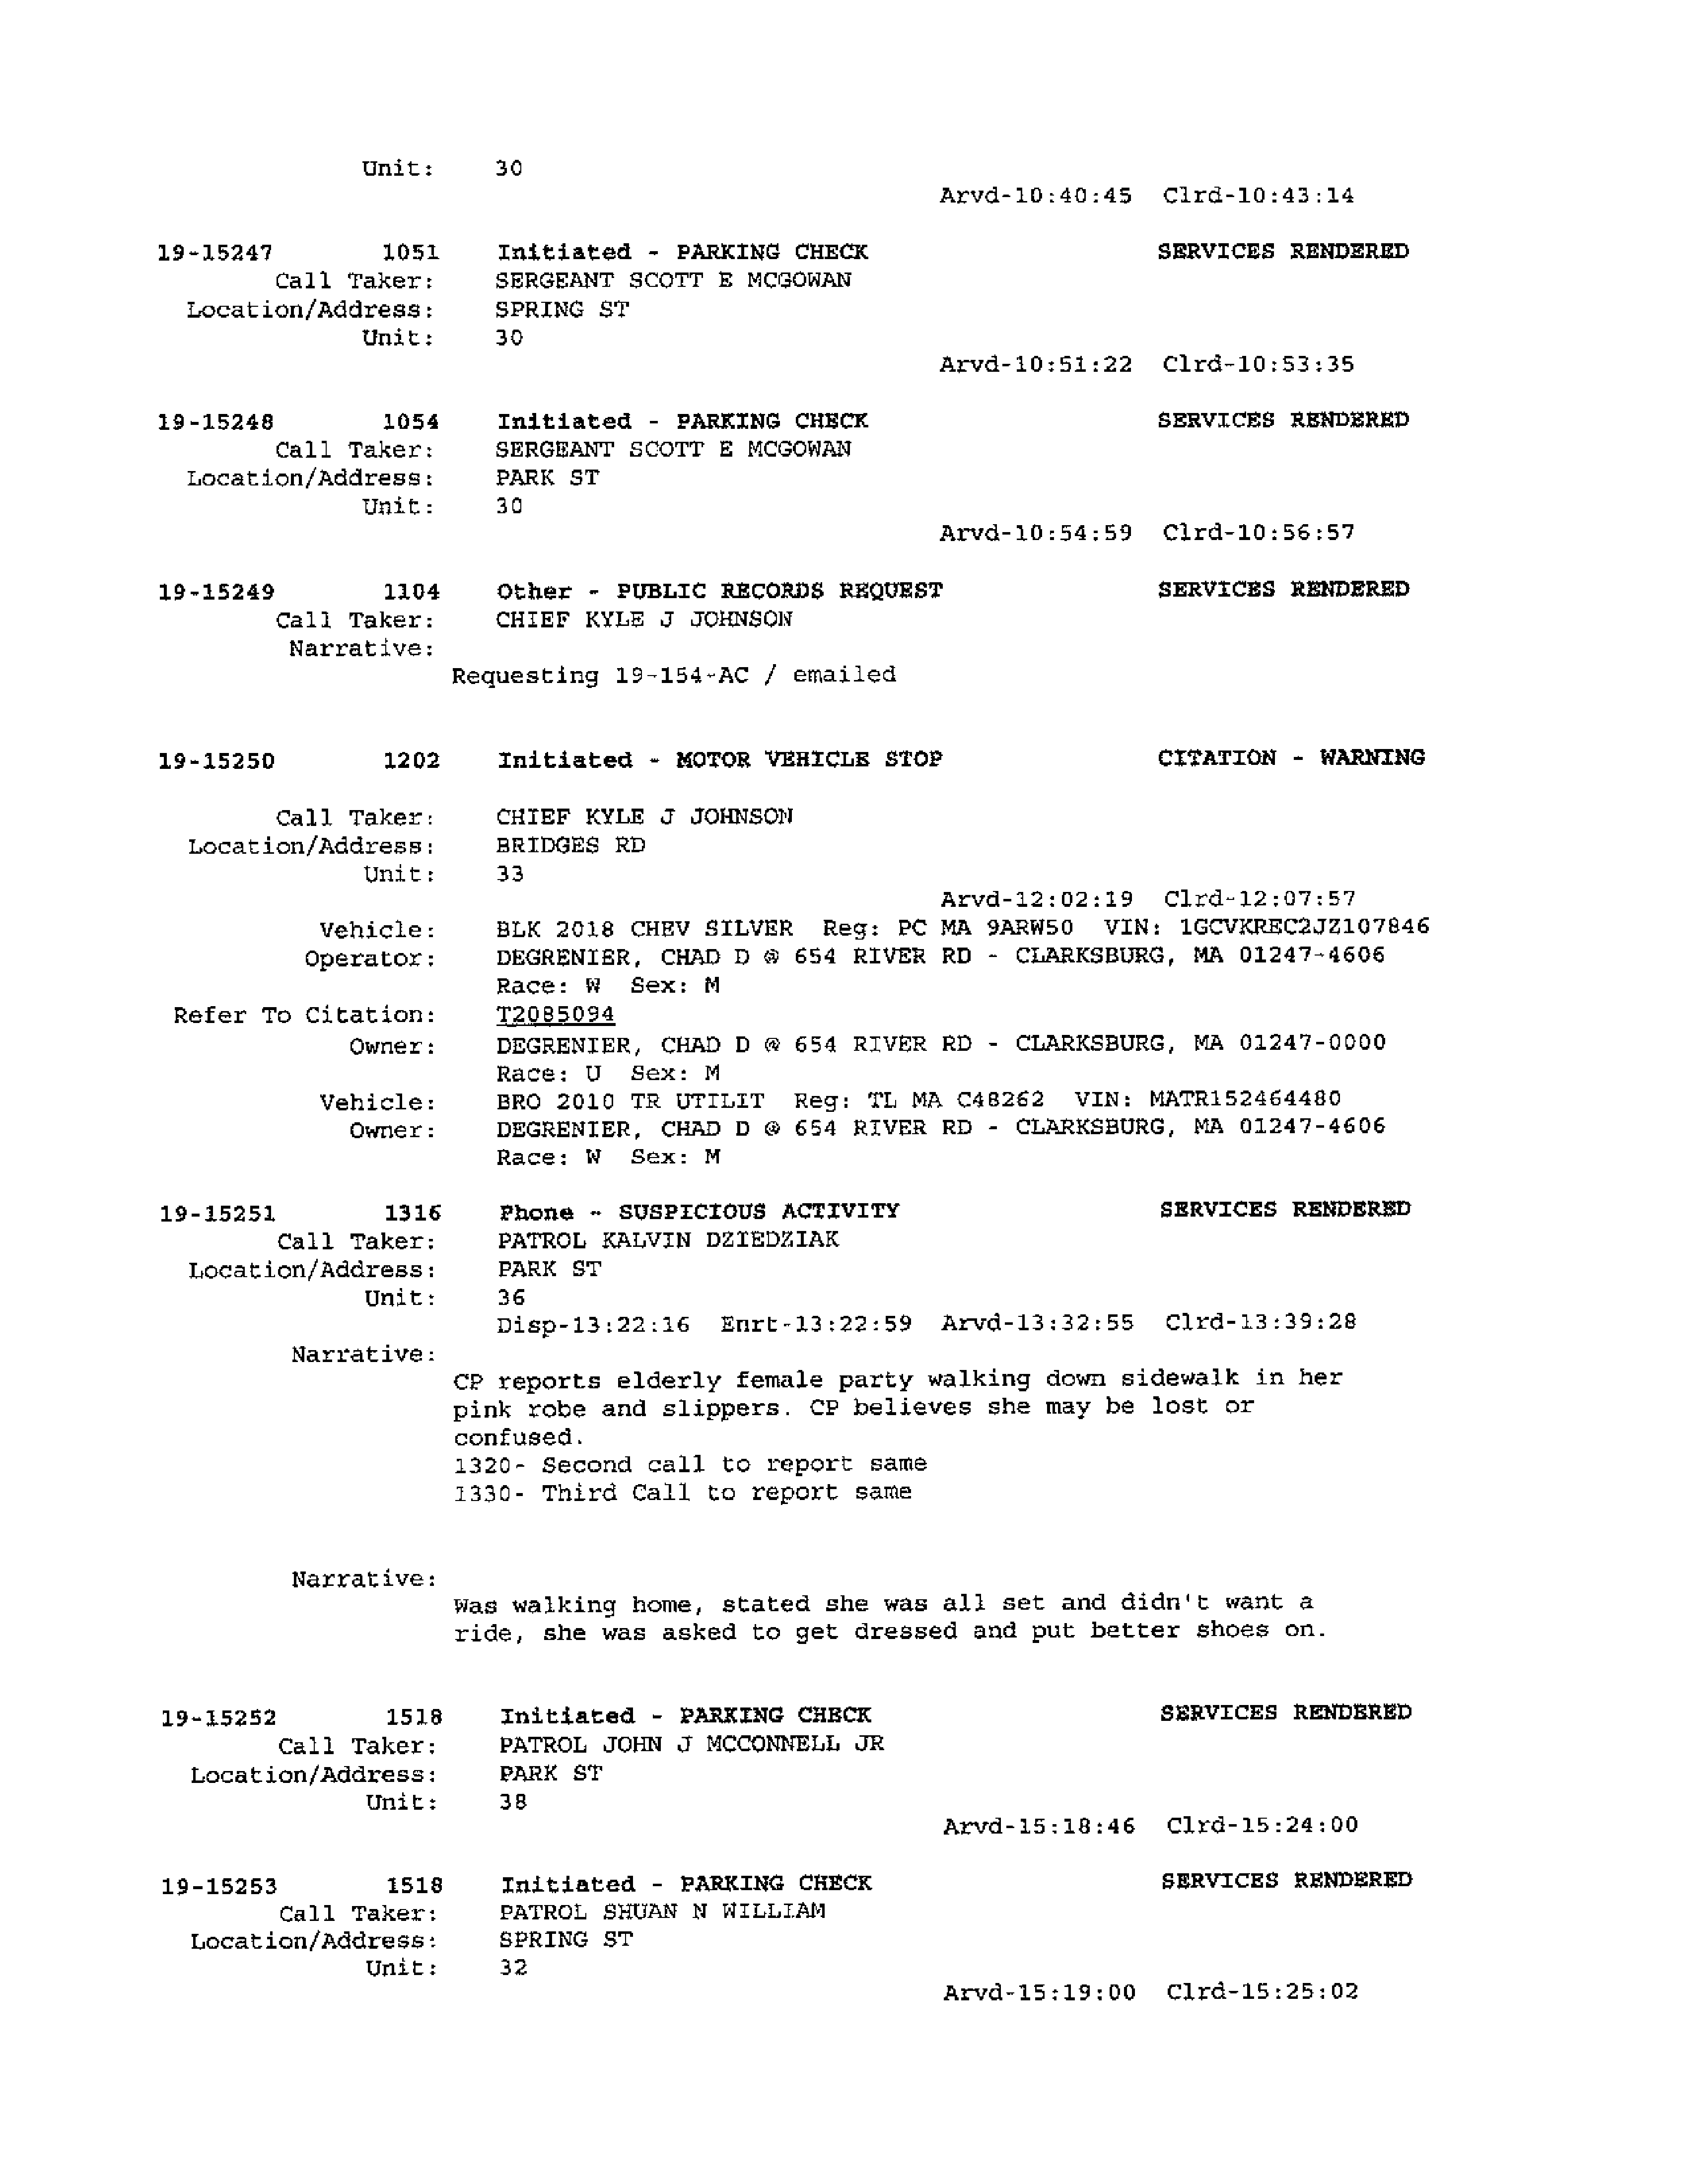 Unit: 30
Arvd-10:40:45 Clrd-10:43:14
19-15247 1051 Initiated - PARKING CHECK SERVICES RENDERED
Call Taker: SERGEANT SCOTT E MCGOWAN
Location/Address: SPRING ST
Unit: 30
Arvd-10:51:22 Clrd-10:53:35
19-15248 1054 Initiated - PARKING CHECK SERVICES RENDERED
Call Taker: SERGEANT SCOTT E MCGOWAN
Location/Address: PARK ST
Unit: 30
Arvd-10:54:59 Clrd-10:56:57
19-15249 1104 Other - PUBLIC RECORDS REQUEST SERVICES RENDERED
Call Taker: CHIEF KYLE J JOHNSON
Narrative:
Requesting 19-154-AC / emailed
19-15250 1202 Initiated - MOTOR VEHICLE STOP CITATION - WARNING
Call Taker: CHIEF KYLE J JOHNSON
Location/Address: BRIDGES RD
Unit: 33
Arvd-12:02:19 Clrd-12:07:57
Vehicle: BLK 2018 CHEV SILVER Reg: PC MA 9ARW50 VIN: 1GCVKREC2JZ107846
Operator: DEGRENIER, CHAD D @ 654 RIVER RD - CLARKSBURG, MA 01247-4606
Race: W Sex: M
Refer To Citation: T2085094
Owner: DEGRENIER, CHAD D @ 654 RIVER RD - CLARKSBURG, MA 01247-0000
Race: U Sex: M
Vehicle: BRO 2010 TR UTILIT Reg: TL MA C48262 VIN: MATR152464480
Owner: DEGRENIER, CHAD D @ 654 RIVER RD - CLARKSBURG, MA 01247-4606
Race: W Sex: M
19-15251 1316 Phone - SUSPICIOUS ACTIVITY SERVICES RENDERED
Call Taker: PATROL KALVIN DZIEDZIAK
Location/Address: PARK ST
Unit: 36
Disp-13:22:16 Enrt-13:22:59 Arvd-13:32:55 Clrd-13:39:28
Narrative:
CP reports elderly female party walking down sidewalk in her
pink robe and slippers. CP believes she may be lost or
confused.
1320- Second call to report same
1330- Third Call to report same
Narrative:
Was walking home, stated she was all set and didn't want a
ride, she was asked to get dressed and put better shoes on.
19-15252 1518 Initiated - PARKING CHECK SERVICES RENDERED
Call Taker: PATROL JOHN J MCCONNELL JR
Location/Address: PARK ST
Unit: 38
Arvd-15:18:46 Clrd-15:24:00
19-15253 1518 Initiated - PARKING CHECK SERVICES RENDERED
Call Taker: PATROL SHUAN N WILLIAM
Location/Address: SPRING ST
Unit: 32
Arvd-15:19:00 Clrd-15:25:02